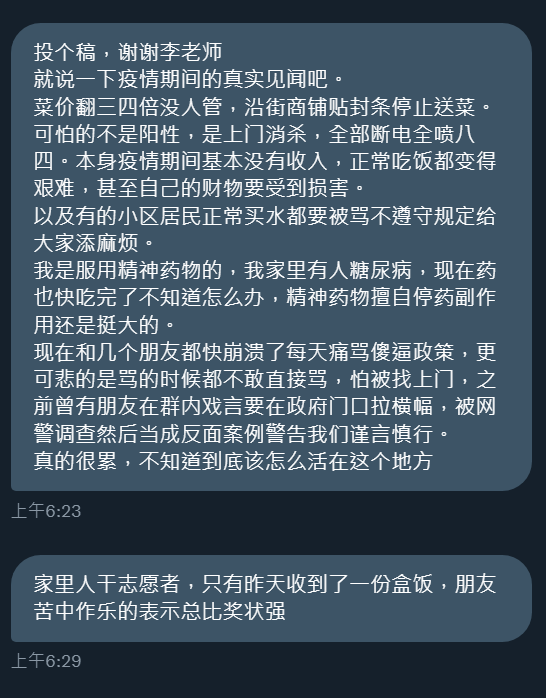 投个稿，谢谢李老师
就说一下疫情期间的真实见闻吧。
菜价翻三四倍没人管，沿街商铺贴封条停止送菜。
可怕的不是阳性，是上门消杀，全部断电全喷八
四。本身疫情期间基本没有收入，正常吃饭都变得
艰难，甚至自己的财物要受到损害。
以及有的小区居民正常买水都要被骂不遵守规定给
大家添麻烦。
我是服用精神药物的，我家里有人糖尿病，现在药
也快吃完了不知道怎么办，精神药物擅自停药副作
用还是挺大的。
现在和几个朋友都快崩溃了每天痛骂傻逼政策，更
可悲的是骂的时候都不敢直接骂，怕被找上门，之
前曾有朋友在群内戏言要在政府门口拉横幅，被网
警调查然后当成反面案例警告我们谨言慎行。
真的很累，不知道到底该怎么活在这个地方
上午6:23
家里人干志愿者，只有昨天收到了一份盒饭，朋友
苦中作乐的表示总比奖状强
上午6:29